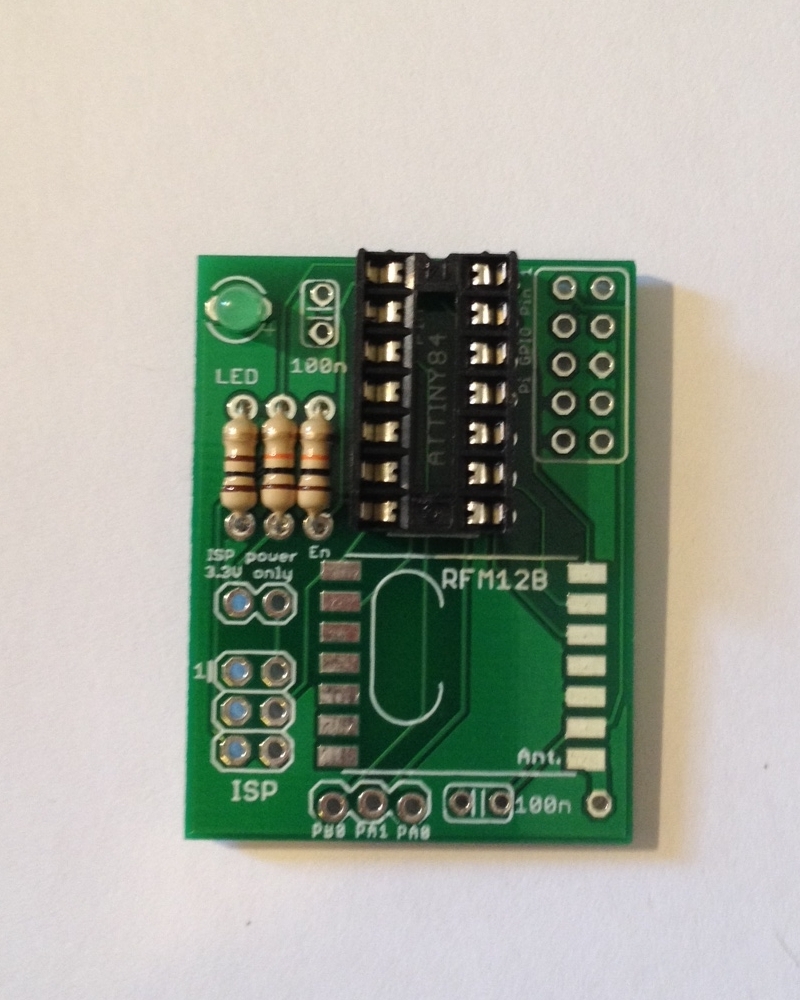 LED
100n
Pi GPIO Pin 1
ATTINY84
ISP power En
3.3V only
RFM12B
1
Ant.
ISP
100n
PB0 PA1 PA0